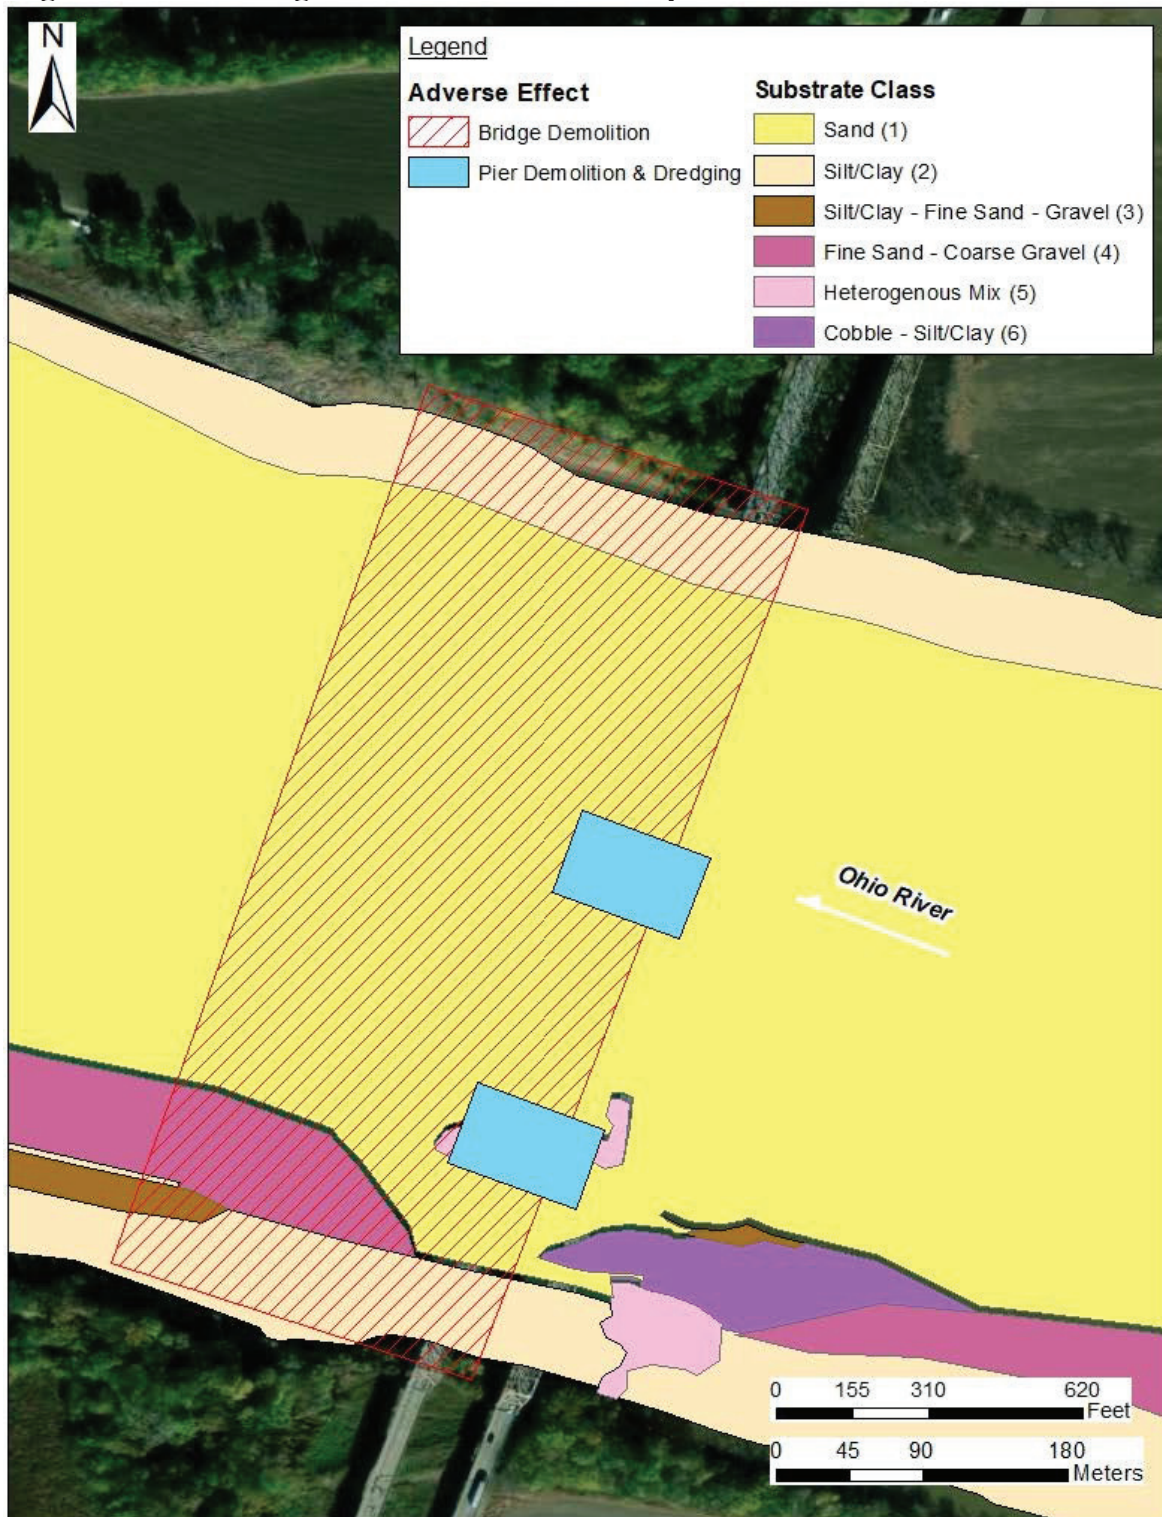 N
Legend
Adverse Effect
Bridge Demolition
Pier Demolition & Dredging
Substrate Class
Sand (1)
Silt/Clay (2)
Silt/Clay - Fine Sand - Gravel (3)
Fine Sand - Coarse Gravel (4)
Heterogenous Mix (5)
Cobble - Silt/Clay (6)
Ohio River
0 155 310 620
Feet
0 45 90 180
Meters